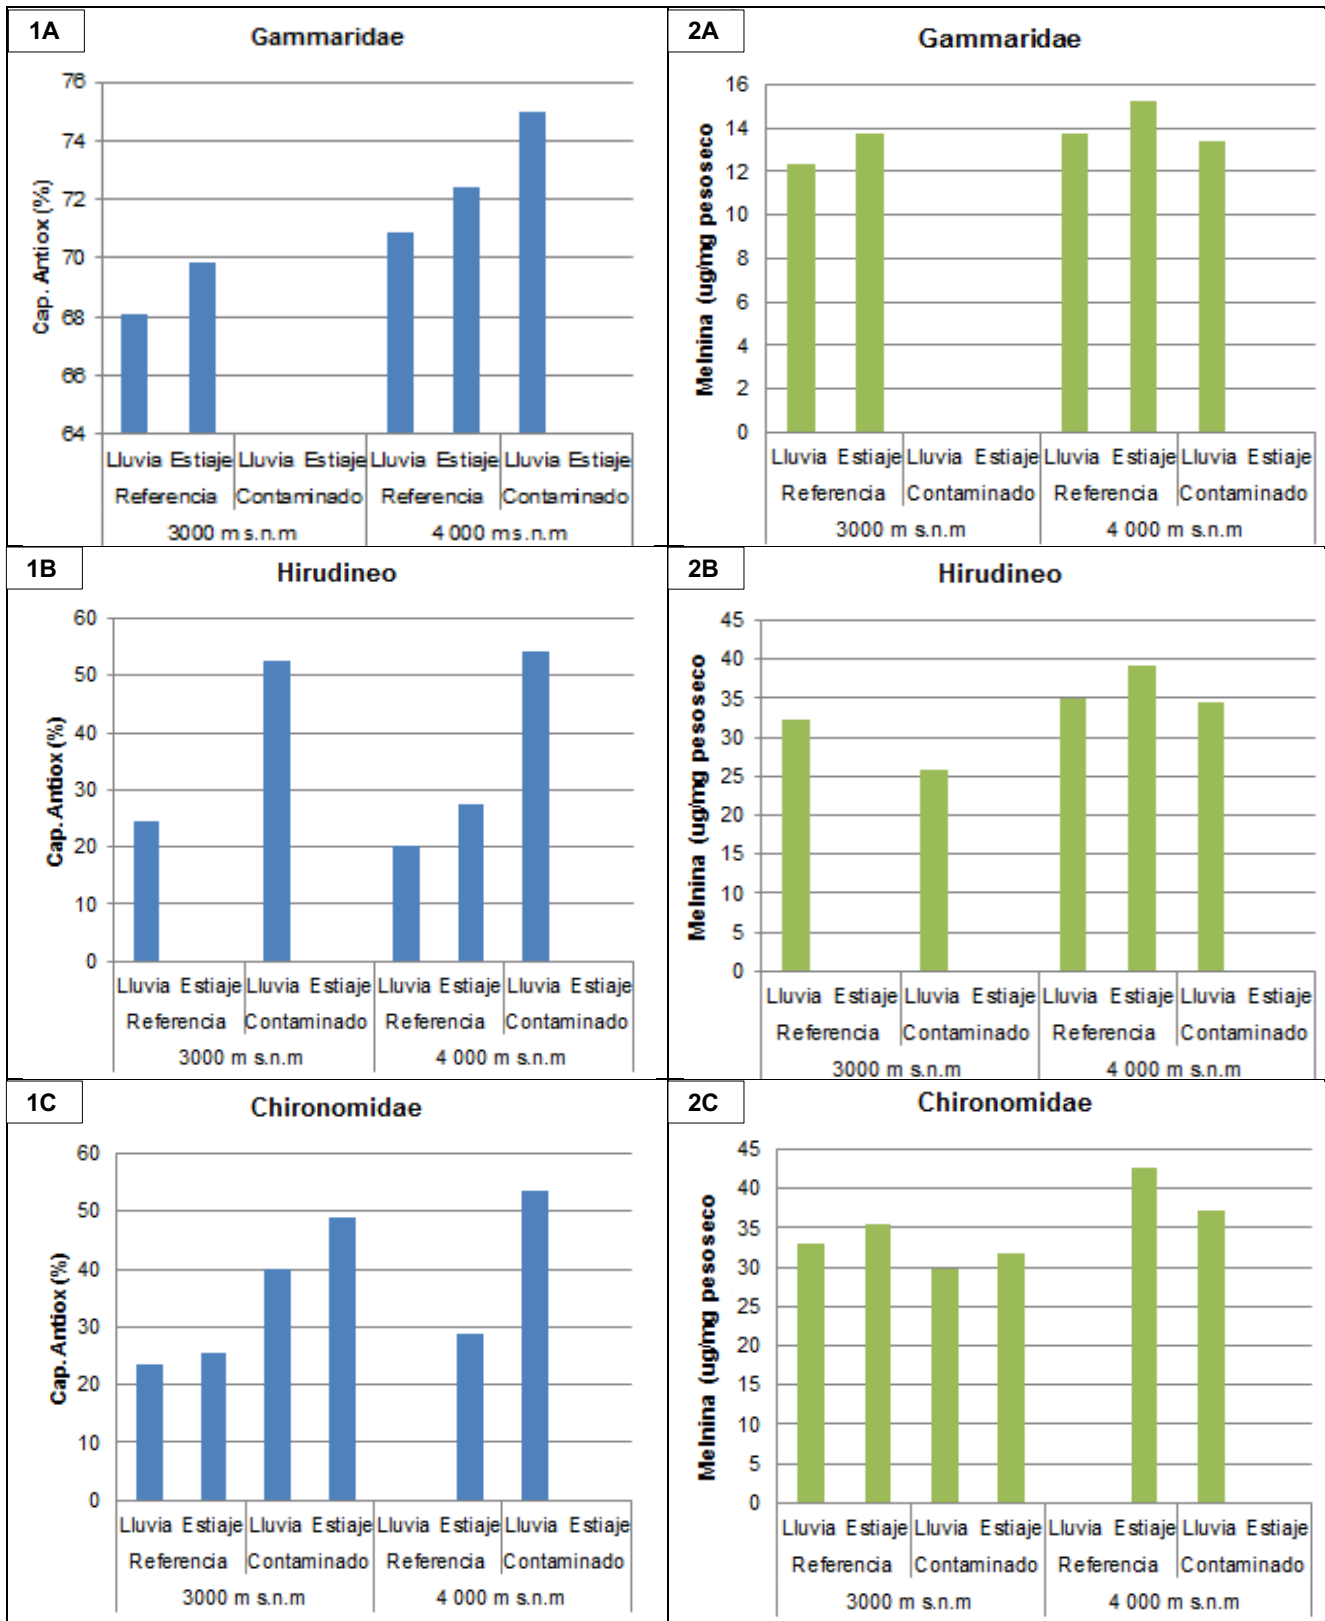 1A
Gammaridae
Cap. Antiox (%)
76
74
72
70
68
66
64
Lluvia Estiaje Lluvia Estiaje Lluvia Estiaje Lluvia Estiaje
Referencia Contaminado Referencia Contaminado
3000 m s.n.m 4 000 m s.n.m
2A
Gammaridae
Melnina (ug/mg pesoseco
16
14
12
10
8
6
4
2
0
Lluvia Estiaje Lluvia Estiaje Lluvia Estiaje Lluvia Estiaje
Referencia Contaminado Referencia Contaminado
3000 m s.n.m 4 000 m s.n.m
1B
Hirudineo
Cap. Antiox (%)
60
50
40
30
20
10
0
Lluvia Estiaje Lluvia Estiaje Lluvia Estiaje Lluvia Estiaje
Referencia Contaminado Referencia Contaminado
3000 m s.n.m 4 000 m s.n.m
2B
Hirudineo
Melnina (ug/mg pesoseco
45
40
35
30
25
20
15
10
5
0
Lluvia Estiaje Lluvia Estiaje Lluvia Estiaje Lluvia Estiaje
Referencia Contaminado Referencia Contaminado
3000 m s.n.m 4 000 m s.n.m
1C
Chironomidae
Cap. Antiox (%)
60
50
40
30
20
10
0
Lluvia Estiaje Lluvia Estiaje Lluvia Estiaje Lluvia Estiaje
Referencia Contaminado Referencia Contaminado
3000 m s.n.m 4 000 m s.n.m
2C
Chironomidae
Melnina (ug/mg pesoseco
45
40
35
30
25
20
15
10
5
0
Lluvia Estiaje Lluvia Estiaje Lluvia Estiaje Lluvia Estiaje
Referencia Contaminado Referencia Contaminado
3000 m s.n.m 4 000 m s.n.m